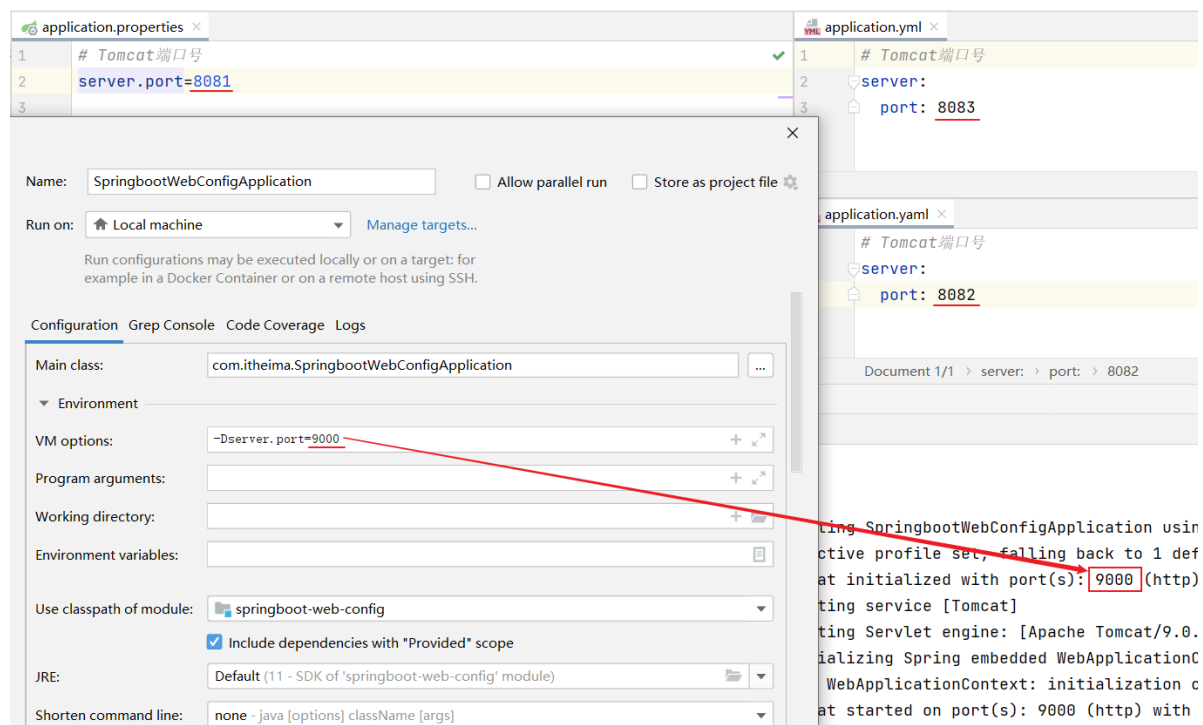 application.properties
1 # Tomcat端口号
2 server.port=8081
3
application.yml
1 # Tomcat端口号
2 server:
3 port: 8083
application.yaml
# Tomcat端口号
server:
port: 8082
Document 1/1 > server: > port: > 8082
Name: SpringbootWebConfigApplication Allow parallel run Store as project file
Run on: Local machine Manage targets...
Run configurations may be executed locally or on a target: for
example in a Docker Container or on a remote host using SSH.
Configuration Grep Console Code Coverage Logs
Main class: com.itheima.SpringbootWebConfigApplication ...
Environment
VM options: -Dserver.port=9000
Program arguments:
Working directory:
Environment variables:
Use classpath of module: springboot-web-config
Include dependencies with "Provided" scope
JRE: Default (11 - SDK of 'springboot-web-config' module)
Shorten command line: none - java [options] className [args]
ting SpringbootWebConfigApplication usin
ctive profile set, falling back to 1 def
at initialized with port(s): 9000 (http)
ting service [Tomcat]
ting Servlet engine: [Apache Tomcat/9.0.
ializing Spring embedded WebApplicationC
WebApplicationContext: initialization c
at started on port(s): 9000 (http) with